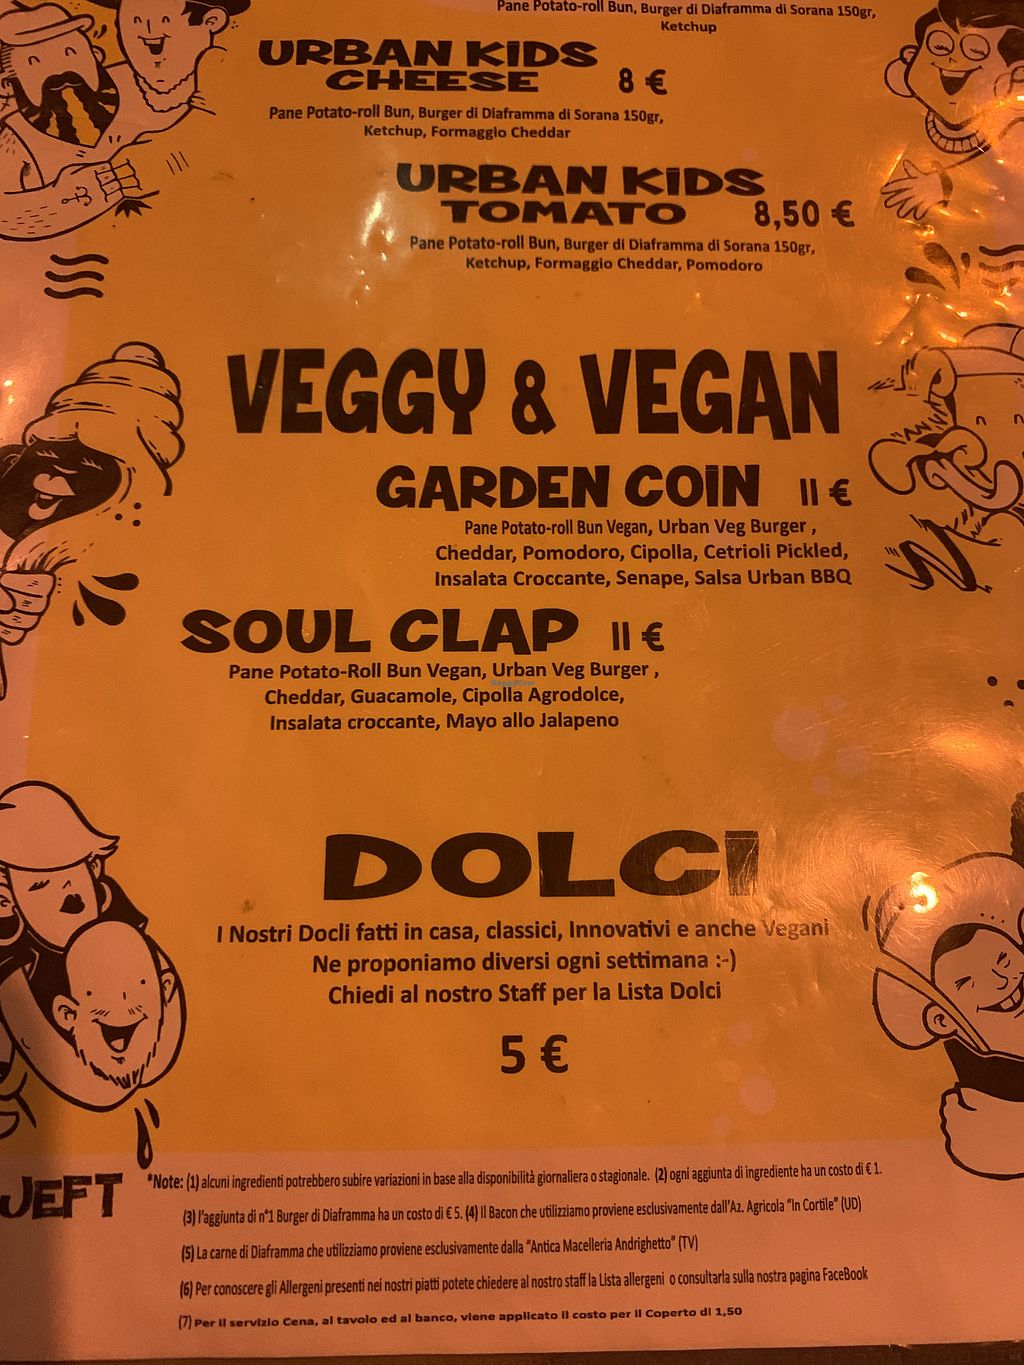 Pane Potato-roll Bun, Burger di Diaframma di Sorana 150gr,
Ketchup
URBAN KIDS
CHEESE 8 €
Pane Potato-roll Bun, Burger di Diaframma di Sorana 150gr,
Ketchup, Formaggio Cheddar
URBAN KIDS
TOMATO 8,50 €
Pane Potato-roll Bun, Burger di Diaframma di Sorana 150gr,
Ketchup, Formaggio Cheddar, Pomodoro
VEGGY & VEGAN
GARDEN COIN 11 €
Pane Potato-roll Bun Vegan, Urban Veg Burger ,
Cheddar, Pomodoro, Cipolla, Cetrioli Pickled,
Insalata Croccante, Senape, Salsa Urban BBQ
SOUL CLAP 11 €
Pane Potato-Roll Bun Vegan, Urban Veg Burger ,
Cheddar, Guacamole, Cipolla Agrodolce,
Insalata croccante, Mayo allo Jalapeno
DOLCI
I Nostri Docli fatti in casa, classici, Innovativi e anche Vegani
Ne proponiamo diversi ogni settimana :-)
Chiedi al nostro Staff per la Lista Dolci
5 €
JEFT
*Note: (1) alcuni ingredienti potrebbero subire variazioni in base alla disponibilità giornaliera o stagionale. (2) ogni aggiunta di ingrediente ha un costo di € 1.
(3) l'aggiunta di n°1 Burger di Diaframma ha un costo di € 5. (4) Il Bacon che utilizziamo proviene esclusivamente dall'Az. Agricola "In Cortile" (UD)
(5) La carne di Diaframma che utilizziamo proviene esclusivamente dalla "Antica Macelleria Andrighetto" (TV)
(6) Per conoscere gli Allergeni presenti nei nostri piatti potete chiedere al nostro staff la Lista allergeni o consultarla sulla nostra pagina FaceBook
(7) Per il servizio Cena, al tavolo ed al banco, viene applicato il costo per il Coperto di 1,50